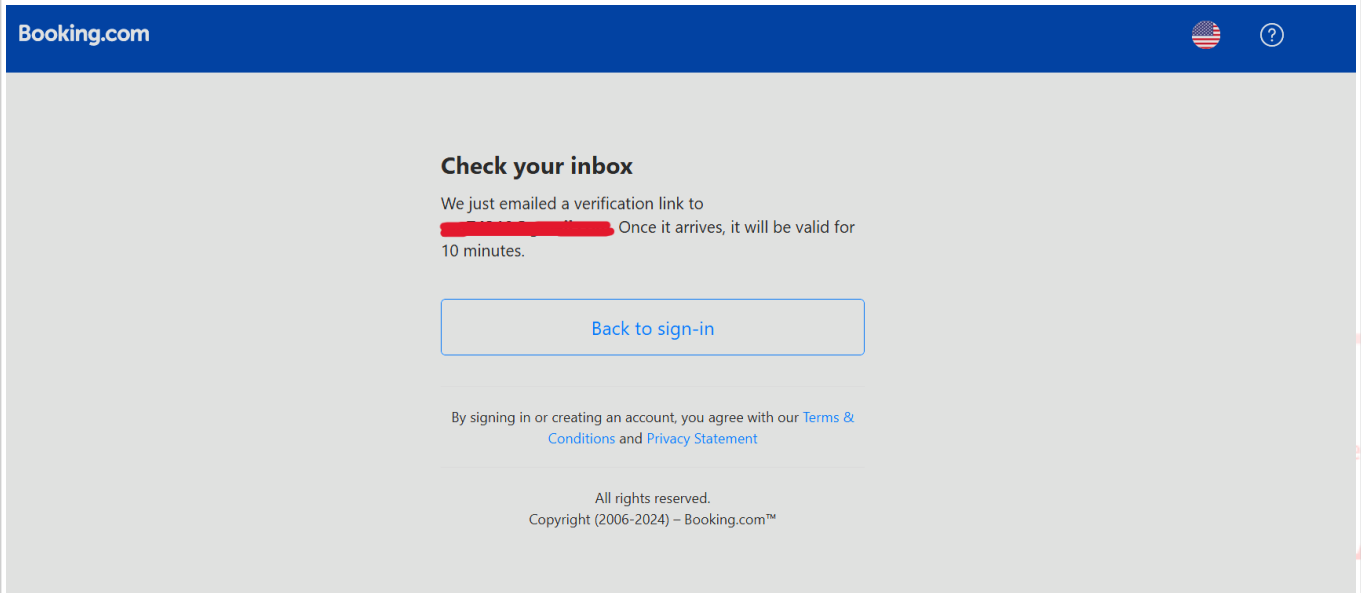 Booking.com
?
Check your inbox
We just emailed a verification link to
Once it arrives, it will be valid for
10 minutes.
Back to sign-in
By signing in or creating an account, you agree with our Terms &
Conditions and Privacy Statement
All rights reserved.
Copyright (2006-2024) – Booking.com™